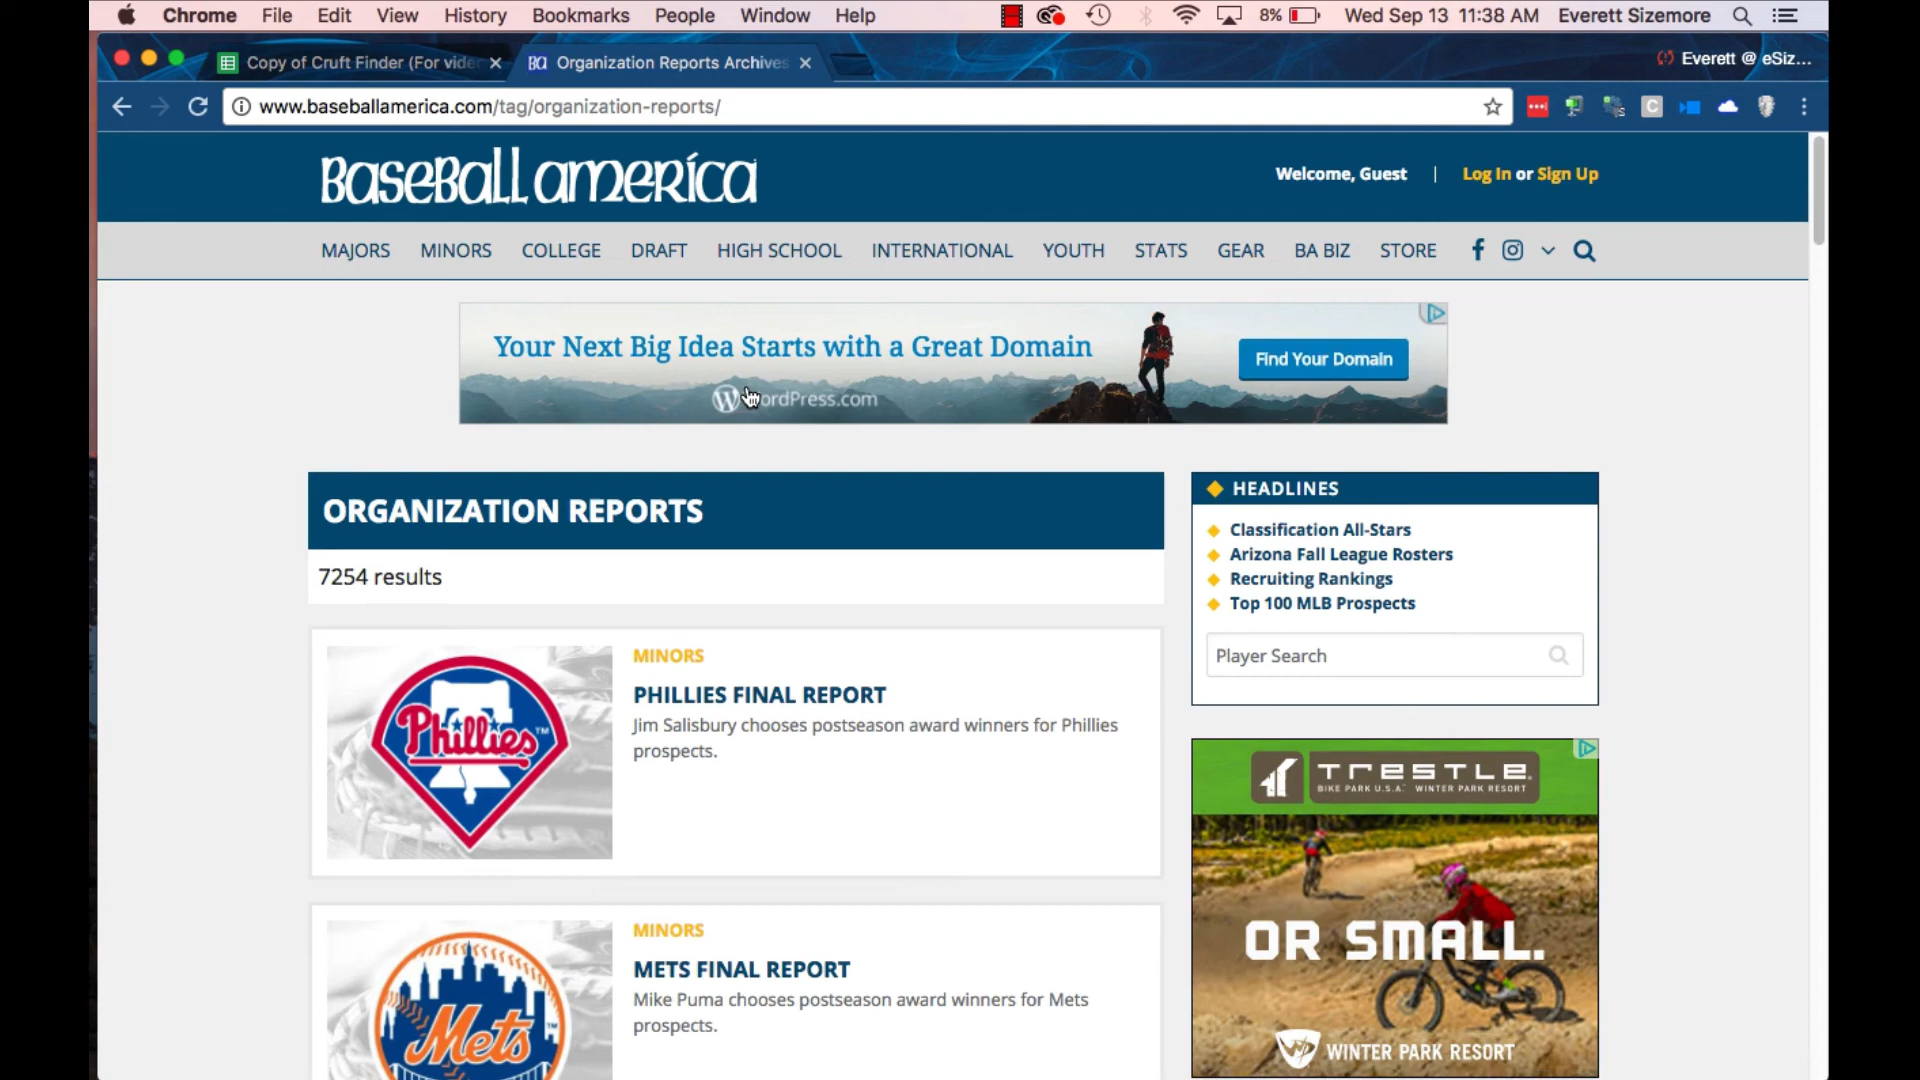 Chrome File Edit View History Bookmarks People Window Help 8% Wed Sep 13 11:38 AM Everett Sizemore
Copy of Cruft Finder (For vide
Organization Reports Archives
Everett @ eSiz...
www.baseballamerica.com/tag/organization-reports/
BaseBall america
Welcome, Guest | Log In or Sign Up
MAJORS MINORS COLLEGE DRAFT HIGH SCHOOL INTERNATIONAL YOUTH STATS GEAR BA BIZ STORE
Your Next Big Idea Starts with a Great Domain
Find Your Domain
WordPress.com
ORGANIZATION REPORTS
7254 results
MINORS
PHILLIES FINAL REPORT
Jim Salisbury chooses postseason award winners for Phillies
prospects.
Phillies™
MINORS
METS FINAL REPORT
Mike Puma chooses postseason award winners for Mets
prospects.
Mets™
HEADLINES
Classification All-Stars
Arizona Fall League Rosters
Recruiting Rankings
Top 100 MLB Prospects
Player Search
TRESTLE
BIKE PARK U.S.A.™ WINTER PARK RESORT
OR SMALL.
WINTER PARK RESORT